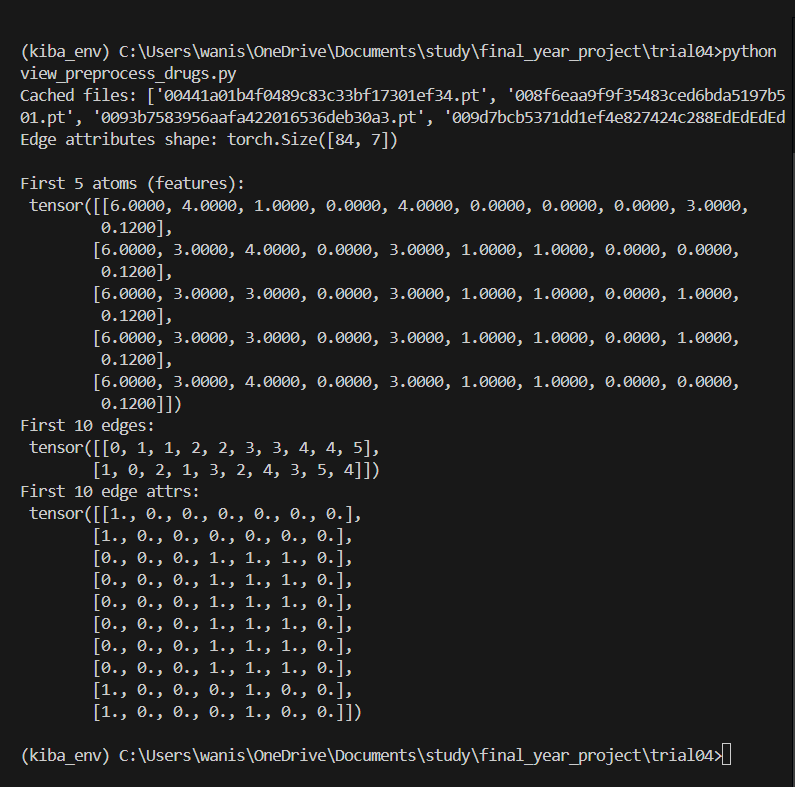 (kiba_env) C:\Users\wanis\OneDrive\Documents\study\final_year_project\trial04>python
view_preprocess_drugs.py
Cached files: ['00441a01b4f0489c83c33bf17301ef34.pt', '008f6eaa9f9f35483ced6bda5197b5
01.pt', '0093b7583956aafa422016536deb30a3.pt', '009d7bcb5371dd1ef4e827424c288EdEdEdEd
Edge attributes shape: torch.Size([84, 7])
First 5 atoms (features):
tensor([[6.0000, 4.0000, 1.0000, 0.0000, 4.0000, 0.0000, 0.0000, 0.0000, 3.0000,
0.1200],
[6.0000, 3.0000, 4.0000, 0.0000, 3.0000, 1.0000, 1.0000, 0.0000, 0.0000,
0.1200],
[6.0000, 3.0000, 3.0000, 0.0000, 3.0000, 1.0000, 1.0000, 0.0000, 1.0000,
0.1200],
[6.0000, 3.0000, 3.0000, 0.0000, 3.0000, 1.0000, 1.0000, 0.0000, 1.0000,
0.1200],
[6.0000, 3.0000, 4.0000, 0.0000, 3.0000, 1.0000, 1.0000, 0.0000, 0.0000,
0.1200]])
First 10 edges:
tensor([[0, 1, 1, 2, 2, 3, 3, 4, 4, 5],
[1, 0, 2, 1, 3, 2, 4, 3, 5, 4]])
First 10 edge attrs:
tensor([[1., 0., 0., 0., 0., 0., 0.],
[1., 0., 0., 0., 0., 0., 0.],
[0., 0., 0., 1., 1., 1., 0.],
[0., 0., 0., 1., 1., 1., 0.],
[0., 0., 0., 1., 1., 1., 0.],
[0., 0., 0., 1., 1., 1., 0.],
[0., 0., 0., 1., 1., 1., 0.],
[0., 0., 0., 1., 1., 1., 0.],
[1., 0., 0., 0., 1., 0., 0.],
[1., 0., 0., 0., 1., 0., 0.]])
(kiba_env) C:\Users\wanis\OneDrive\Documents\study\final_year_project\trial04>